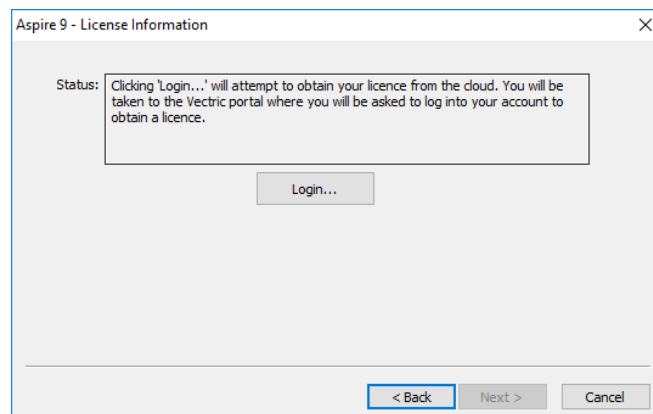 Aspire 9 - License Information
Status:
Clicking 'Login...' will attempt to obtain your licence from the cloud. You will be
taken to the Vectric portal where you will be asked to log into your account to
obtain a licence.
Login...
< Back
Next >
Cancel